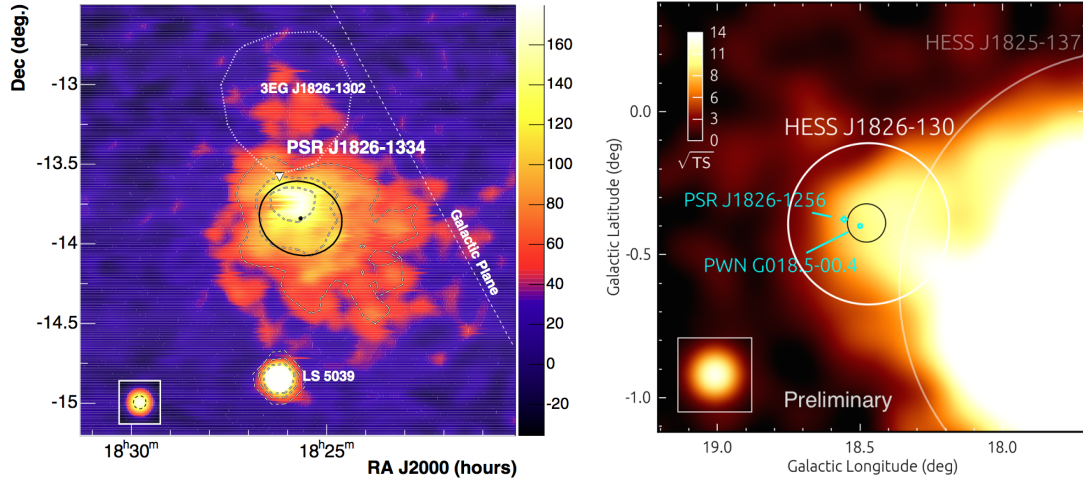 Dec (deg.)
-13
-13.5
-14
-14.5
-15
3EG J1826-1302
PSR J1826-1334
Galactic Plane
LS 5039
18h30m
18h25m
RA J2000 (hours)
160
140
120
100
80
60
40
20
0
-20
14
11
8
6
3
0
√TS
HESS J1825-137
HESS J1826-130
PSR J1826-1256
PWN G018.5-00.4
Preliminary
Galactic Latitude (deg)
0.0
-0.5
-1.0
19.0
18.5
18.0
Galactic Longitude (deg)